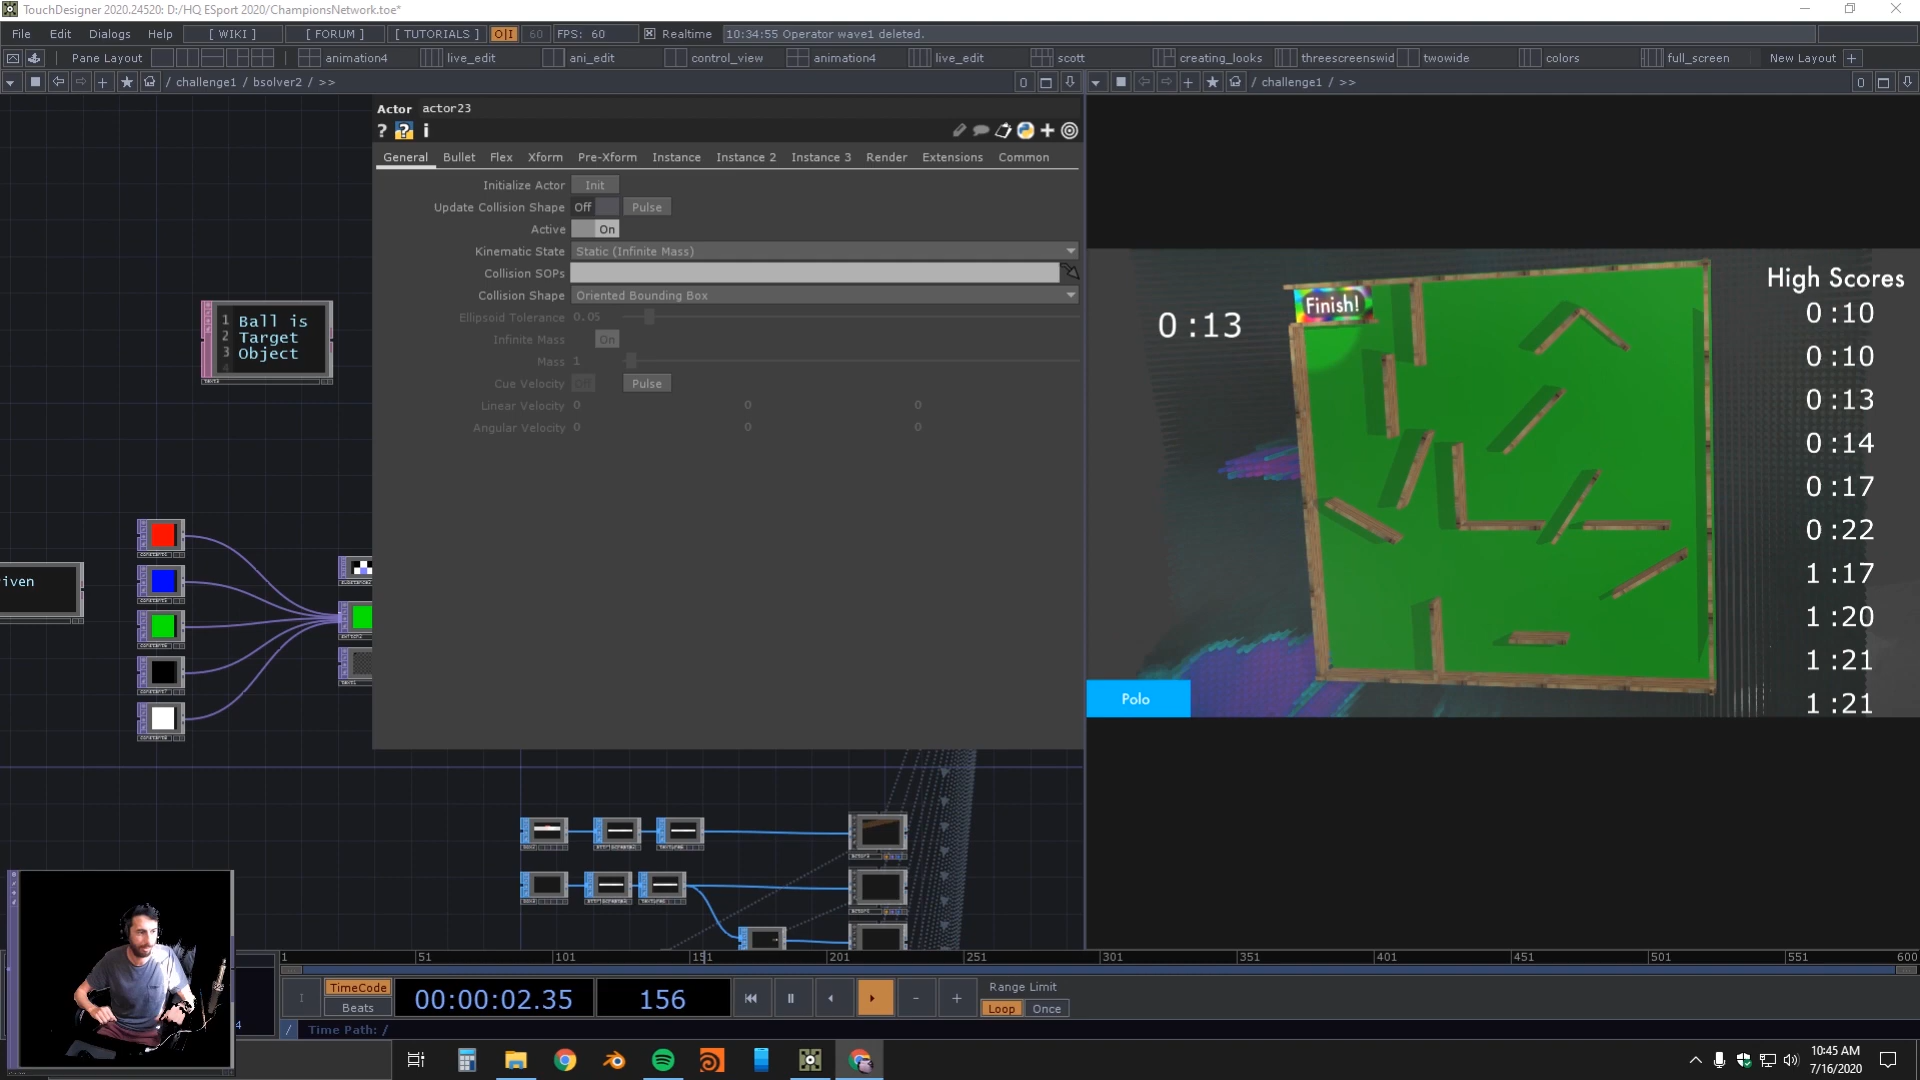 TouchDesigner 2020.24520: D:/HQ ESport 2020/ChampionsNetwork.toe*
File Edit Dialogs Help [ WIKI ] [ FORUM ] [ TUTORIALS ] O|I 60 FPS: 60 Realtime 10:34:55 Operator wave1 deleted.
Pane Layout animation4 live_edit ani_edit control_view animation4 live_edit scott creating_looks threescreenswid twowide colors full_screen New Layout +
/ challenge1 / bsolver2 / >> 0
/ challenge1 / >> 0
Actor actor23
? ? i
General Bullet Flex Xform Pre-Xform Instance Instance 2 Instance 3 Render Extensions Common
Initialize Actor Init
Update Collision Shape Off Pulse
Active On
Kinematic State Static (Infinite Mass)
Collision SOPs
Collision Shape Oriented Bounding Box
Ellipsoid Tolerance 0.05
Infinite Mass On
Mass 1
Cue Velocity Off Pulse
Linear Velocity 0 0 0
Angular Velocity 0 0 0
1 Ball is
2 Target
3 Object
4
iven
Finish!
0 :13
High Scores
0 :10
0 :10
0 :13
0 :14
0 :17
0 :22
1 :17
1 :20
1 :21
1 :21
Polo
1 51 101 151 201 251 301 351 401 451 501 551 600
TimeCode
Beats
00:00:02.35 156
Range Limit
Loop Once
/ Time Path: /
10:45 AM
7/16/2020